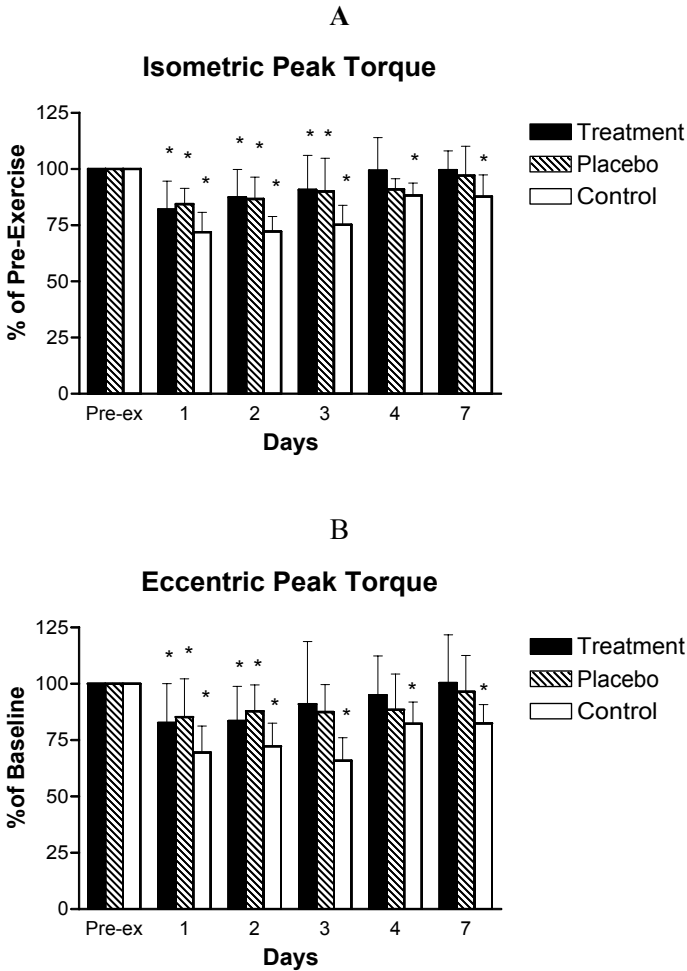 A
Isometric Peak Torque
125
100
75
50
25
0
% of Pre-Exercise
* * *
* * *
* * *
*
*
Pre-ex 1 2 3 4 7
Days
Treatment
Placebo
Control
B
Eccentric Peak Torque
125
100
75
50
25
0
%of Baseline
* * *
* * *
*
*
*
Pre-ex 1 2 3 4 7
Days
Treatment
Placebo
Control